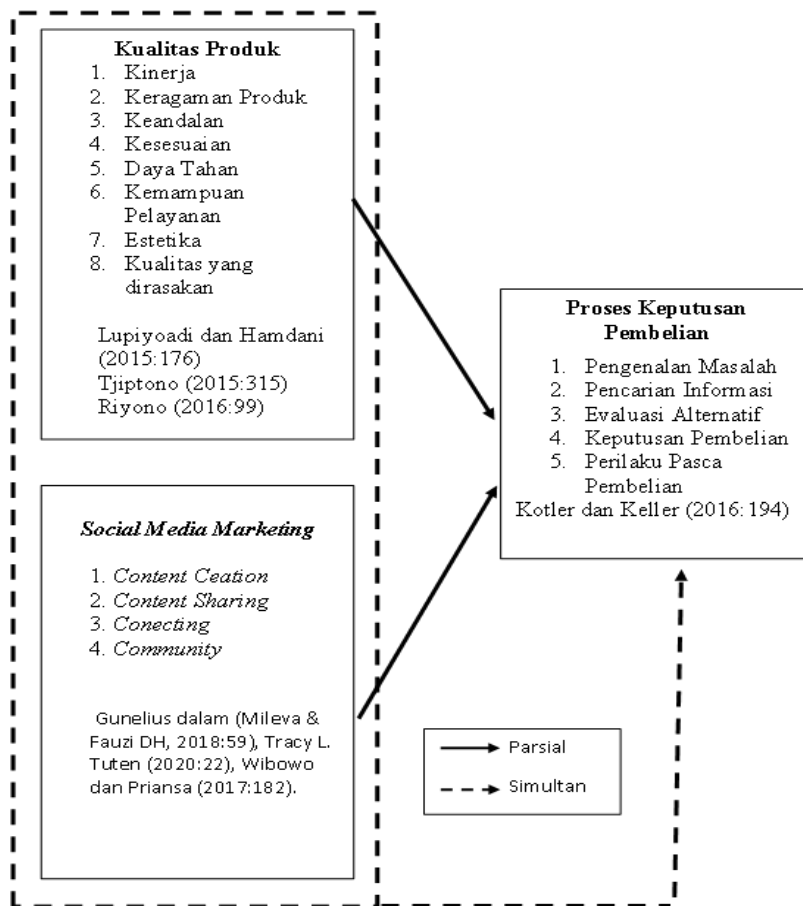 Kualitas Produk
1. Kinerja
2. Keragaman Produk
3. Keandalan
4. Kesesuaian
5. Daya Tahan
6. Kemampuan
Pelayanan
7. Estetika
8. Kualitas yang
dirasakan
Lupiyoadi dan Hamdani
(2015:176)
Tjiptono (2015:315)
Riyono (2016:99)
Social Media Marketing
1. Content Ceation
2. Content Sharing
3. Conecting
4. Community
Gunelius dalam (Mileva &
Fauzi DH, 2018:59), Tracy L.
Tuten (2020:22), Wibowo
dan Priansa (2017:182).
Proses Keputusan
Pembelian
1. Pengenalan Masalah
2. Pencarian Informasi
3. Evaluasi Alternatif
4. Keputusan Pembelian
5. Perilaku Pasca
Pembelian
Kotler dan Keller (2016:194)
Parsial
Simultan